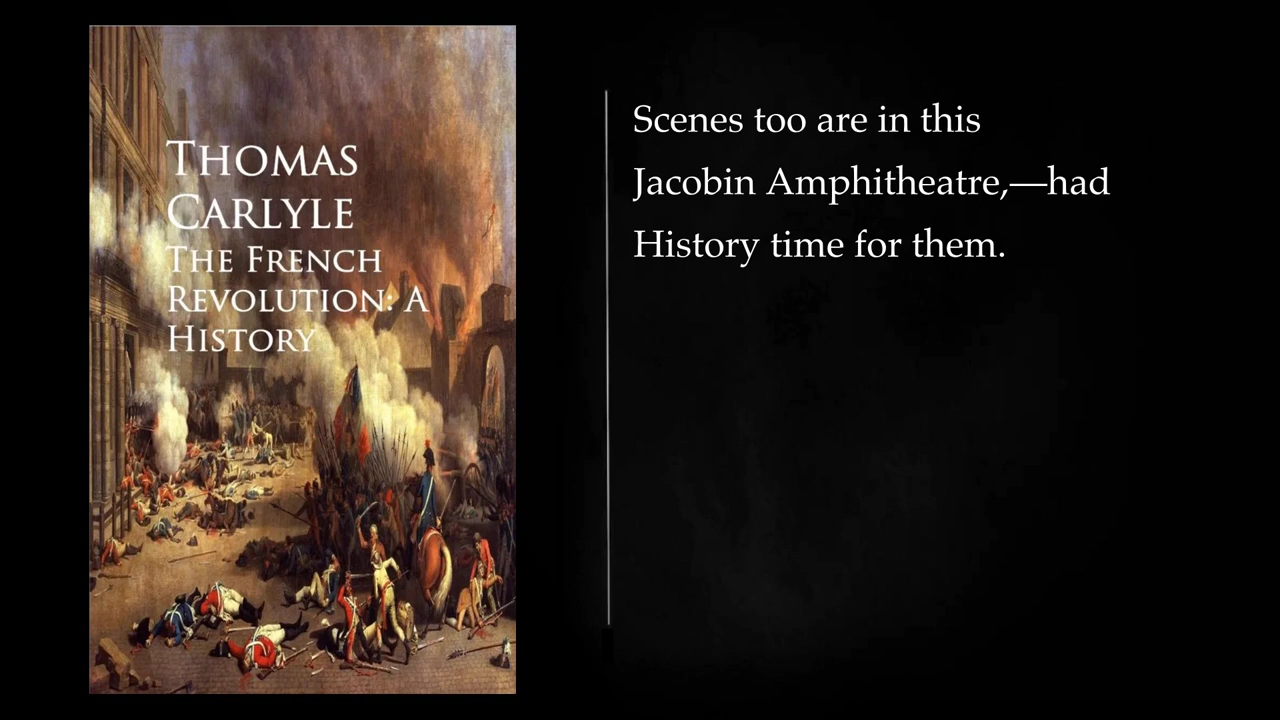 THOMAS
CARLYLE
THE FRENCH
REVOLUTION: A
HISTORY
Scenes too are in this
Jacobin Amphitheatre,—had
History time for them.